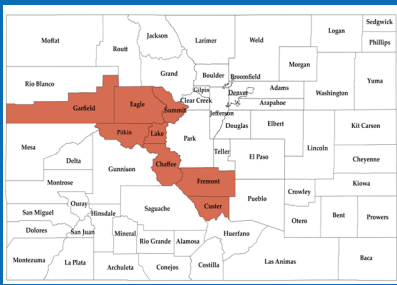 Sedgwick
Logan
Phillips
Jackson
Moffat
Larimer
Weld
Routt
Morgan
Grand
Boulder
Broomfield
Yuma
Rio Blanco
Gilpin
Adams
Washington
Denver
Clear Creek
Garfield
Eagle
Summit
Arapahoe
Jefferson
Douglas
Elbert
Kit Carson
Pitkin
Lake
Park
Lincoln
Mesa
Teller
El Paso
Cheyenne
Delta
Chaffee
Gunnison
Fremont
Kiowa
Montrose
Crowley
Pueblo
Ouray
Custer
San Miguel
Hinsdale
Saguache
Otero
Bent
Prowers
Dolores
San Juan
Mineral
Rio Grande
Alamosa
Huerfano
Montezuma
La Plata
Archuleta
Conejos
Costilla
Las Animas
Baca